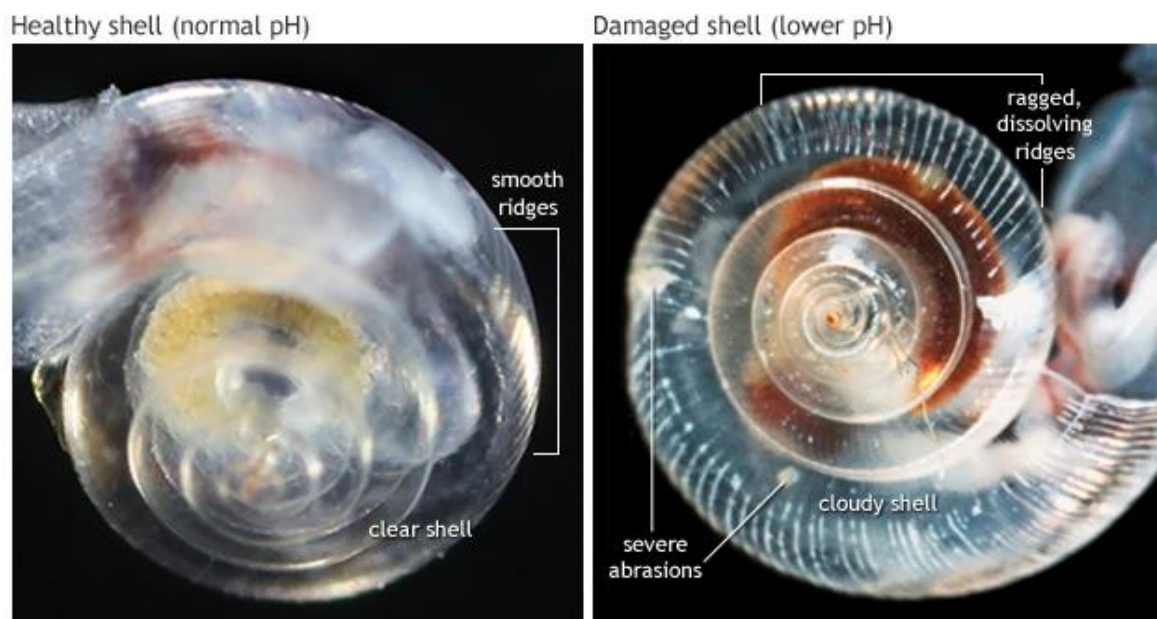 Healthy shell (normal pH)
smooth
ridges
clear shell
Damaged shell (lower pH)
ragged,
dissolving
ridges
cloudy shell
severe
abrasions